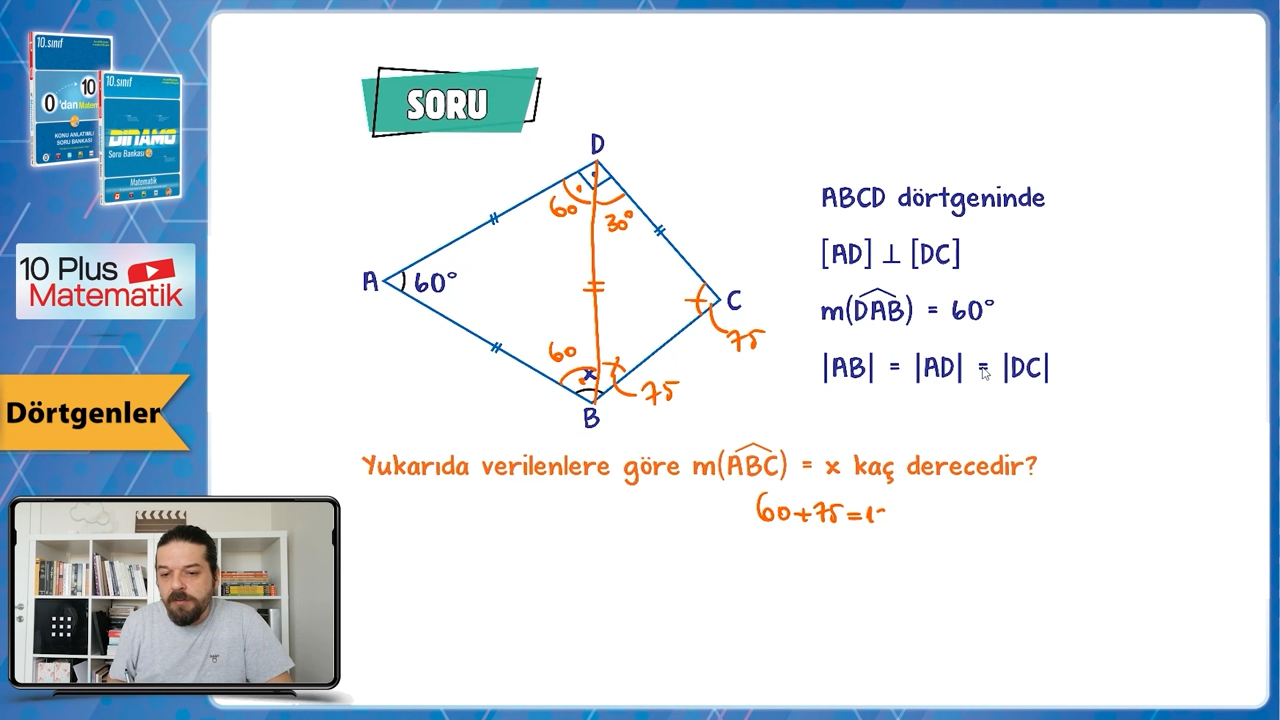 10.sınıf
0'dan 10 Matem
KONU ANLATIMLI
SORU BANKASI
10.sınıf
DİNAMO
Soru Bankası
Matematik
10 Plus
Matematik
Dörtgenler
SORU
D
60 30°
A 60°
C
75
60
x
75
B
ABCD dörtgeninde
[AD] ⊥ [DC]
m(DAB) = 60°
|AB| = |AD| = |DC|
Yukarıda verilenlere göre m(ABC) = x kaç derecedir?
60+75=1